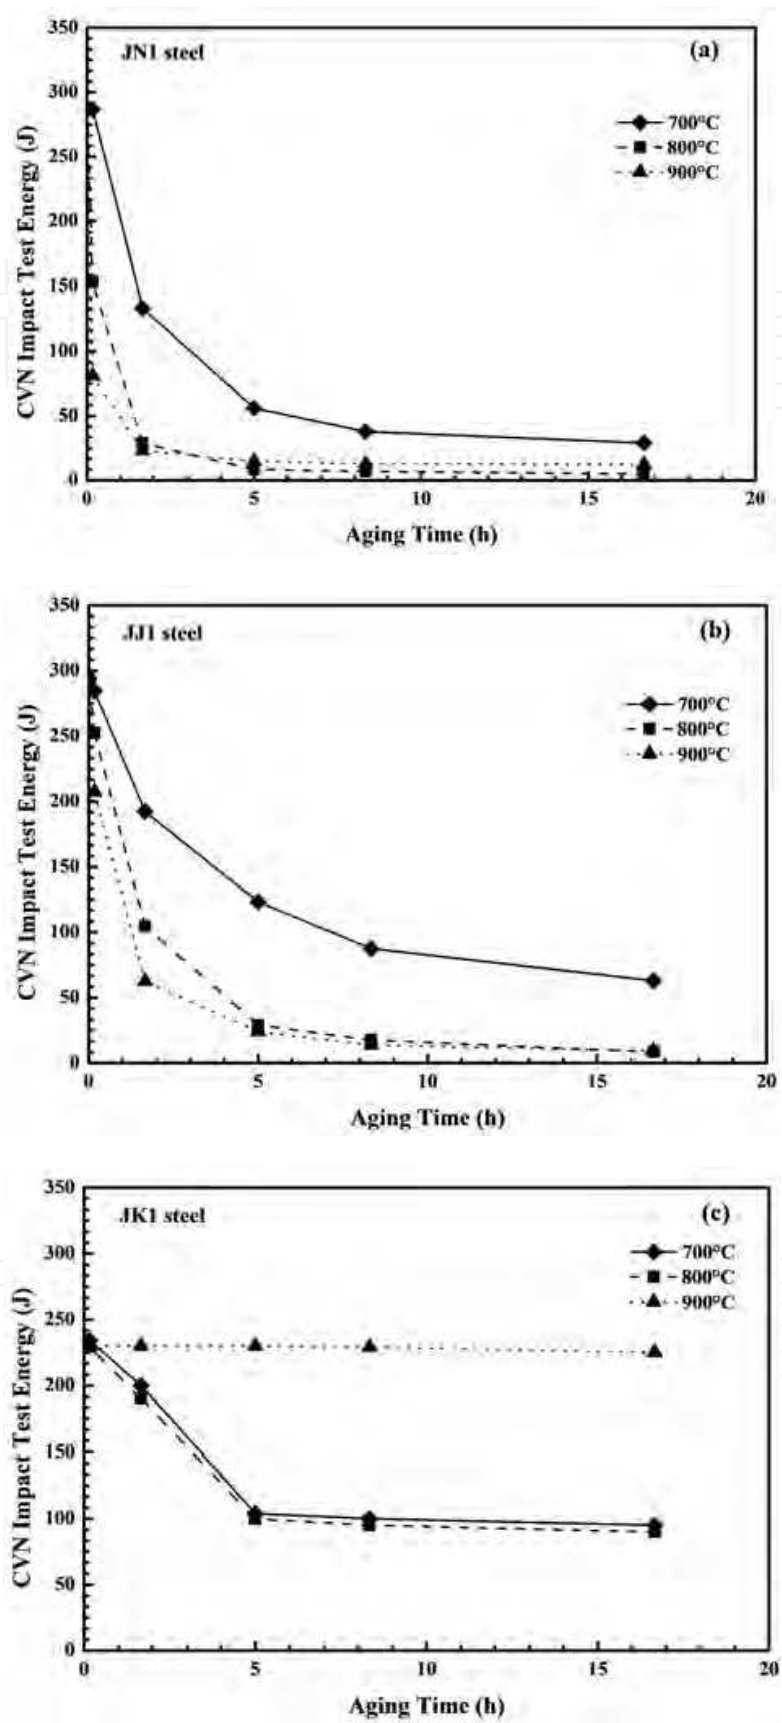 350
JN1 steel
(a)
300
700°C
800°C
250
900°C
200
150
100
50
0
0
5
10
15
20
CVN Impact Test Energy (J)
Aging Time (h)
350
JJ1 steel
(b)
300
700°C
800°C
250
900°C
200
150
100
50
0
0
5
10
15
20
CVN Impact Test Energy (J)
Aging Time (h)
350
JK1 steel
(c)
300
700°C
800°C
900°C
250
200
150
100
50
0
0
5
10
15
20
CVN Impact Test Energy (J)
Aging Time (h)